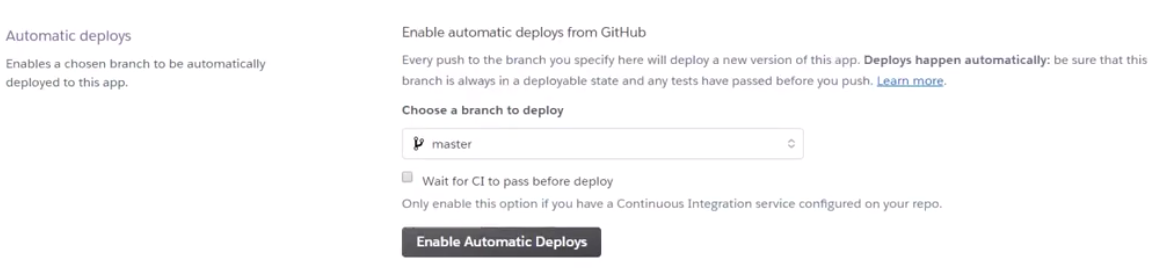 Automatic deploys
Enables a chosen branch to be automatically
deployed to this app.
Enable automatic deploys from GitHub
Every push to the branch you specify here will deploy a new version of this app. Deploys happen automatically: be sure that this
branch is always in a deployable state and any tests have passed before you push. Learn more.
Choose a branch to deploy
master
Wait for CI to pass before deploy
Only enable this option if you have a Continuous Integration service configured on your repo.
Enable Automatic Deploys